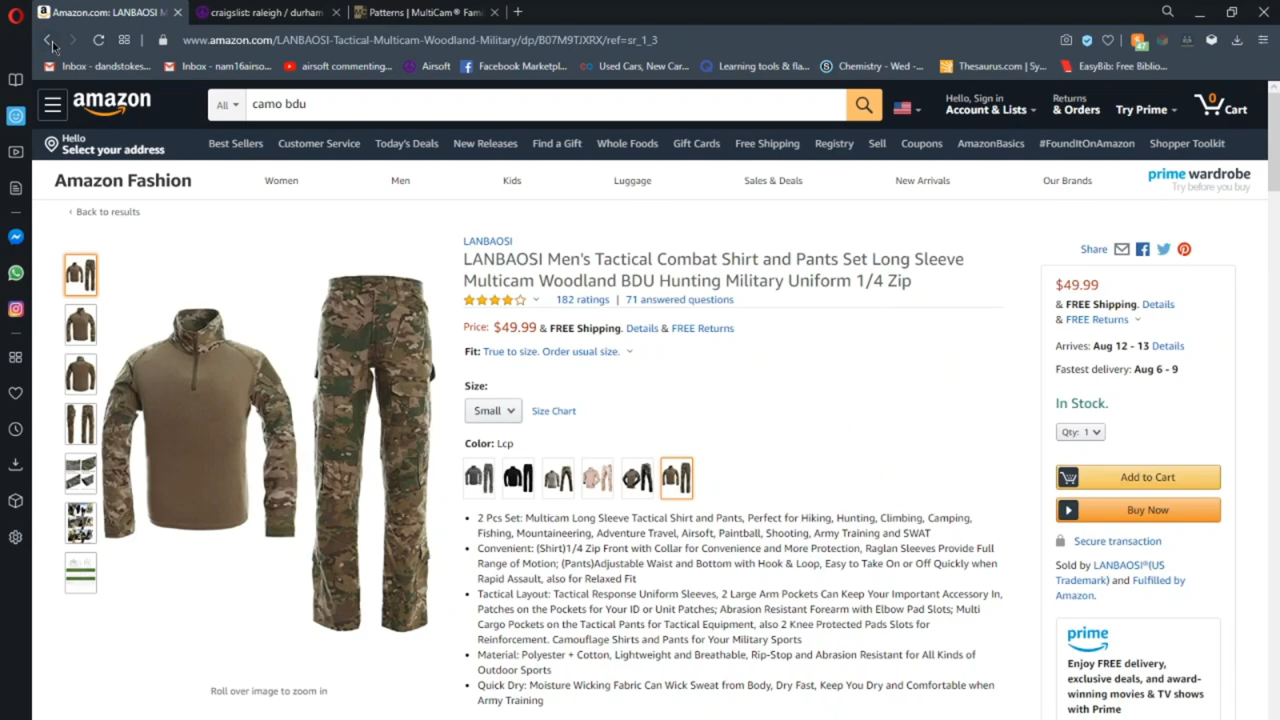 Amazon.com: LANBAOSI M
craigslist: raleigh / durham
Patterns | MultiCam® Fam
www.amazon.com/LANBAOSI-Tactical-Multicam-Woodland-Military/dp/B07M9TJXRX/ref=sr_1_3
47
Inbox - dandstokes...
Inbox - nam16airso...
airsoft commenting...
Airsoft
Facebook Marketpl...
Used Cars, New Car...
Learning tools & fla...
Chemistry - Wed -...
Thesaurus.com | Sy...
EasyBib: Free Biblio...
amazon
All
camo bdu
Hello, Sign in
Account & Lists
Returns
& Orders
Try Prime
0
Cart
Hello
Select your address
Best Sellers
Customer Service
Today's Deals
New Releases
Find a Gift
Whole Foods
Gift Cards
Free Shipping
Registry
Sell
Coupons
AmazonBasics
#FoundItOnAmazon
Shopper Toolkit
Amazon Fashion
Women
Men
Kids
Luggage
Sales & Deals
New Arrivals
Our Brands
prime wardrobe
Try before you buy
‹ Back to results
LANBAOSI
LANBAOSI Men's Tactical Combat Shirt and Pants Set Long Sleeve
Multicam Woodland BDU Hunting Military Uniform 1/4 Zip
182 ratings | 71 answered questions
Price: $49.99 & FREE Shipping. Details & FREE Returns
Fit: True to size. Order usual size.
Size:
Small
Size Chart
Color: Lcp
• 2 Pcs Set: Multicam Long Sleeve Tactical Shirt and Pants, Perfect for Hiking, Hunting, Climbing, Camping,
Fishing, Mountaineering, Adventure Travel, Airsoft, Paintball, Shooting, Army Training and SWAT
• Convenient: (Shirt)1/4 Zip Front with Collar for Convenience and More Protection, Raglan Sleeves Provide Full
Range of Motion; (Pants)Adjustable Waist and Bottom with Hook & Loop, Easy to Take On or Off Quickly when
Rapid Assault, also for Relaxed Fit
• Tactical Layout: Tactical Response Uniform Sleeves, 2 Large Arm Pockets Can Keep Your Important Accessory In,
Patches on the Pockets for Your ID or Unit Patches; Abrasion Resistant Forearm with Elbow Pad Slots; Multi
Cargo Pockets on the Tactical Pants for Tactical Equipment, also 2 Knee Protected Pads Slots for
Reinforcement. Camouflage Shirts and Pants for Your Military Sports
• Material: Polyester + Cotton, Lightweight and Breathable, Rip-Stop and Abrasion Resistant for All Kinds of
Outdoor Sports
• Quick Dry: Moisture Wicking Fabric Can Wick Sweat from Body, Dry Fast, Keep You Dry and Comfortable when
Army Training
Roll over image to zoom in
Share
$49.99
& FREE Shipping. Details
& FREE Returns
Arrives: Aug 12 - 13 Details
Fastest delivery: Aug 6 - 9
In Stock.
Qty: 1
Add to Cart
Buy Now
Secure transaction
Sold by LANBAOSI®(US
Trademark) and Fulfilled by
Amazon.
prime
Enjoy FREE delivery,
exclusive deals, and award-
winning movies & TV shows
with Prime